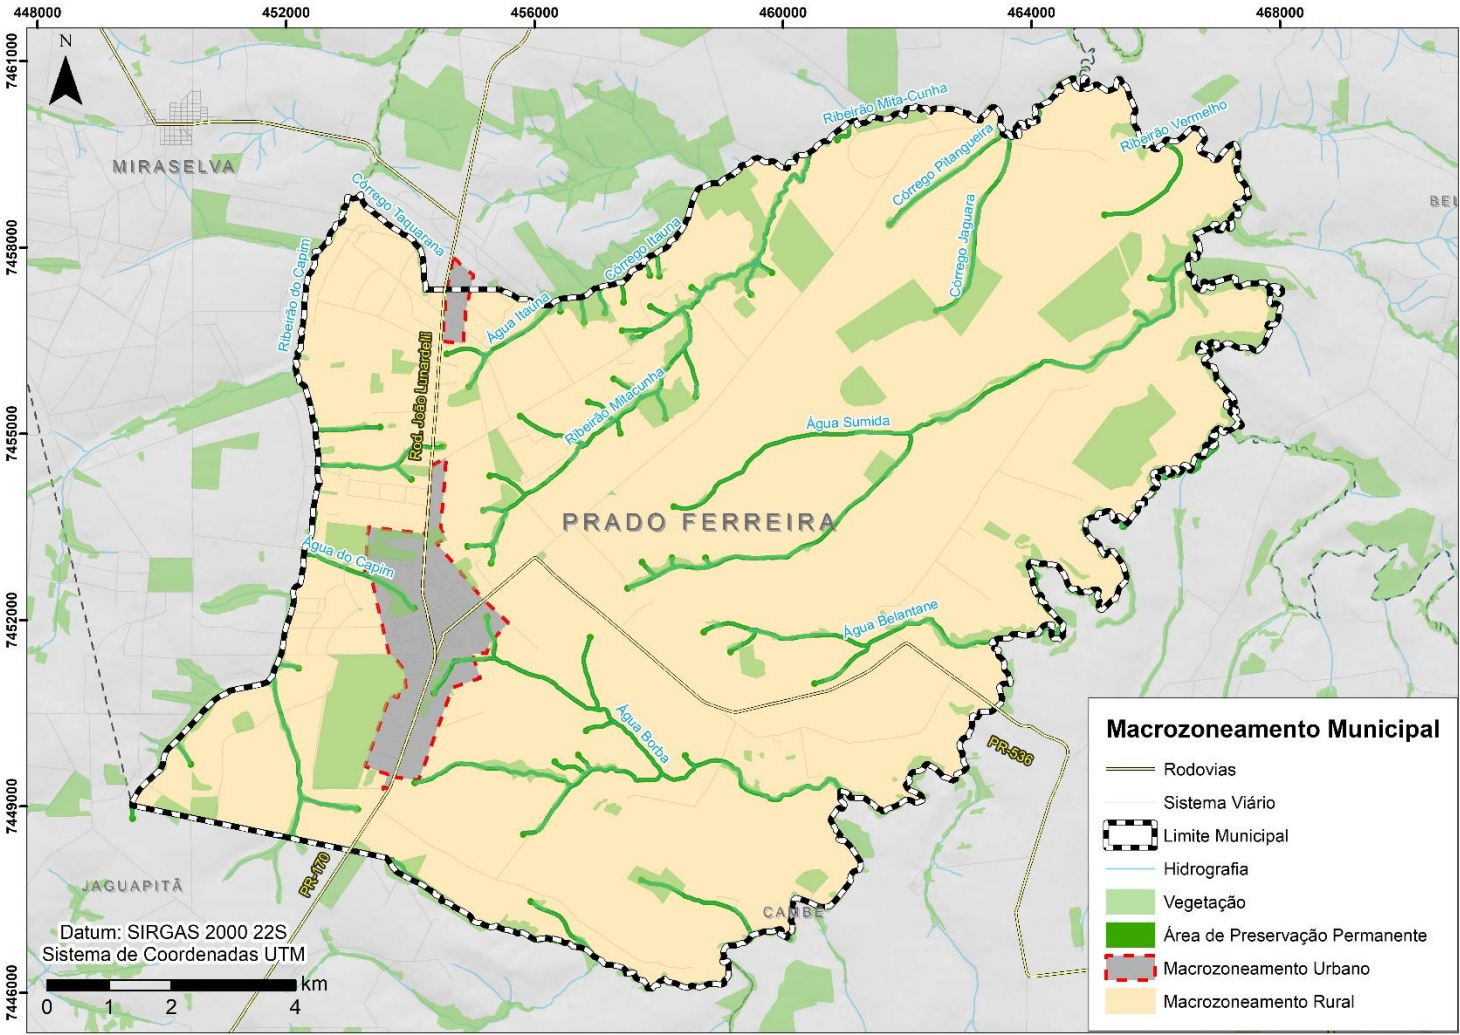 448000 452000 456000 460000 464000 468000
7461000
N
Ribeirão Mita-Cunha
Ribeirão Vermelho
Córrego Pitangueira
MIRASELVA
Córrego Taquarana
BEL
Córrego Jaguara
Córrego Itauna
7458000
Ribeirão do Capim
Água Itaúna
Rod. João Lunardelli
Ribeirão Mitacunha
7455000
Água Sumida
PRADO FERREIRA
Água do Capim
7452000
Água Belantane
Água Borba
PR-536
7449000
PR-170
JAGUAPITÃ
CAMBÉ
Datum: SIRGAS 2000 22S
Sistema de Coordenadas UTM
km
0 1 2 4
7446000
Macrozoneamento Municipal
Rodovias
Sistema Viário
Limite Municipal
Hidrografia
Vegetação
Área de Preservação Permanente
Macrozoneamento Urbano
Macrozoneamento Rural